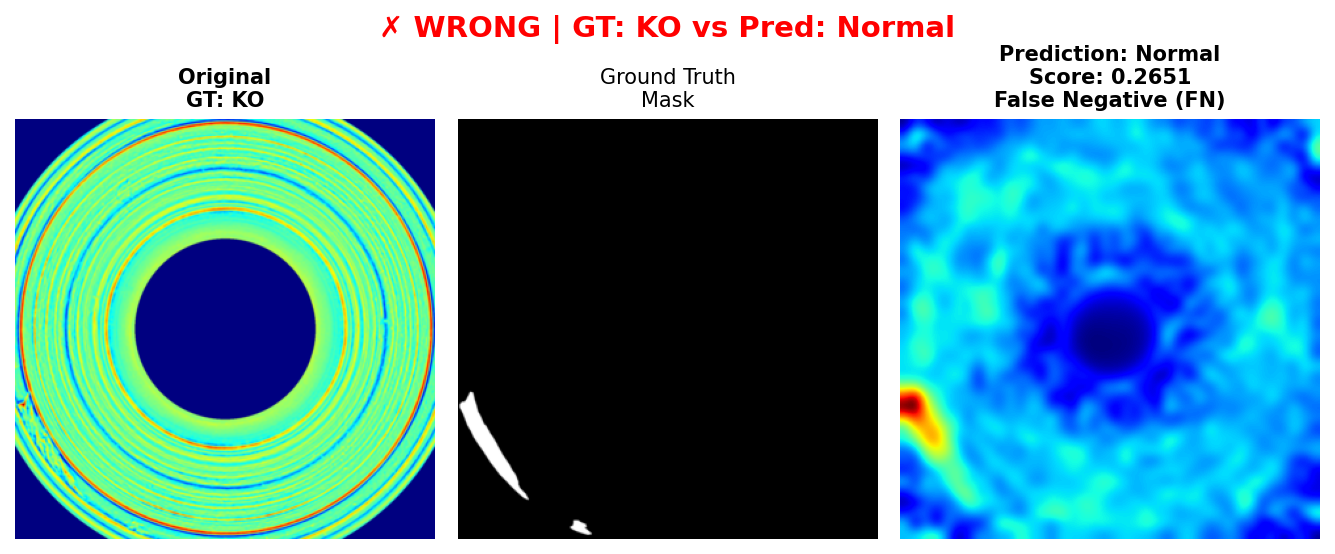 ✗ WRONG | GT: KO vs Pred: Normal
Original
GT: KO
Ground Truth
Mask
Prediction: Normal
Score: 0.2651
False Negative (FN)